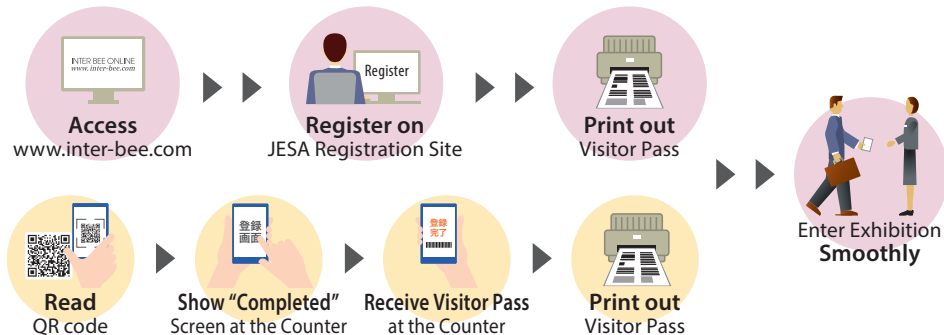 INTER BEE ONLINE
www.inter-bee.com
Register
Access
www.inter-bee.com
Register on
JESA Registration Site
Print out
Visitor Pass
登録
画面
登録
完了
Read
QR code
Show “Completed”
Screen at the Counter
Receive Visitor Pass
at the Counter
Print out
Visitor Pass
Enter Exhibition
Smoothly